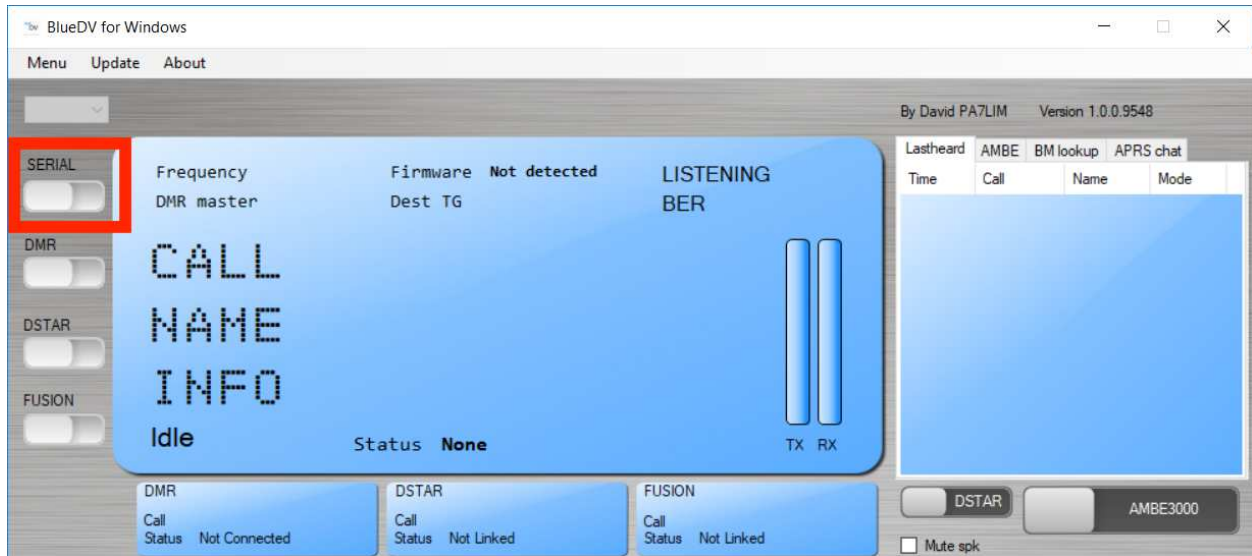 BlueDV for Windows
Menu Update About
By David PA7LIM Version 1.0.0.9548
SERIAL
DMR
DSTAR
FUSION
Frequency Firmware Not detected LISTENING
DMR master Dest TG BER
CALL
NAME
INFO
Idle Status None TX RX
Lastheard AMBE BM lookup APRS chat
Time Call Name Mode
DMR
Call
Status Not Connected
DSTAR
Call
Status Not Linked
FUSION
Call
Status Not Linked
DSTAR AMBE3000
Mute spk